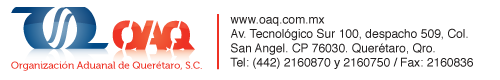 OAQ
Organización Aduanal de Querétaro, S.C.
www.oaq.com.mx
Av. Tecnológico Sur 100, despacho 509, Col.
San Angel. CP 76030. Querétaro, Qro.
Tel: (442) 2160870 y 2160750 / Fax: 2160836